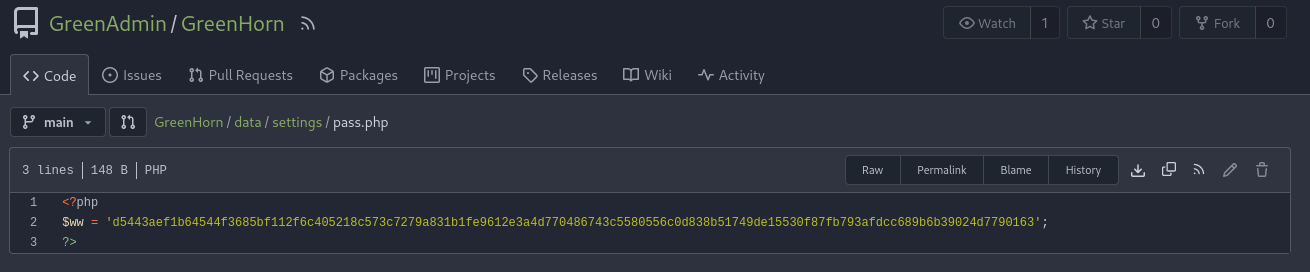 GreenAdmin / GreenHorn
Watch 1 Star 0 Fork 0
Code Issues Pull Requests Packages Projects Releases Wiki Activity
main GreenHorn / data / settings / pass.php
3 lines 148 B PHP Raw Permalink Blame History
1 <?php
2 $ww = 'd5443aef1b64544f3685bf112f6c405218c573c7279a831b1fe9612e3a4d770486743c5580556c0d838b51749de15530f87fb793afdcc689b6b39024d7790163';
3 ?>